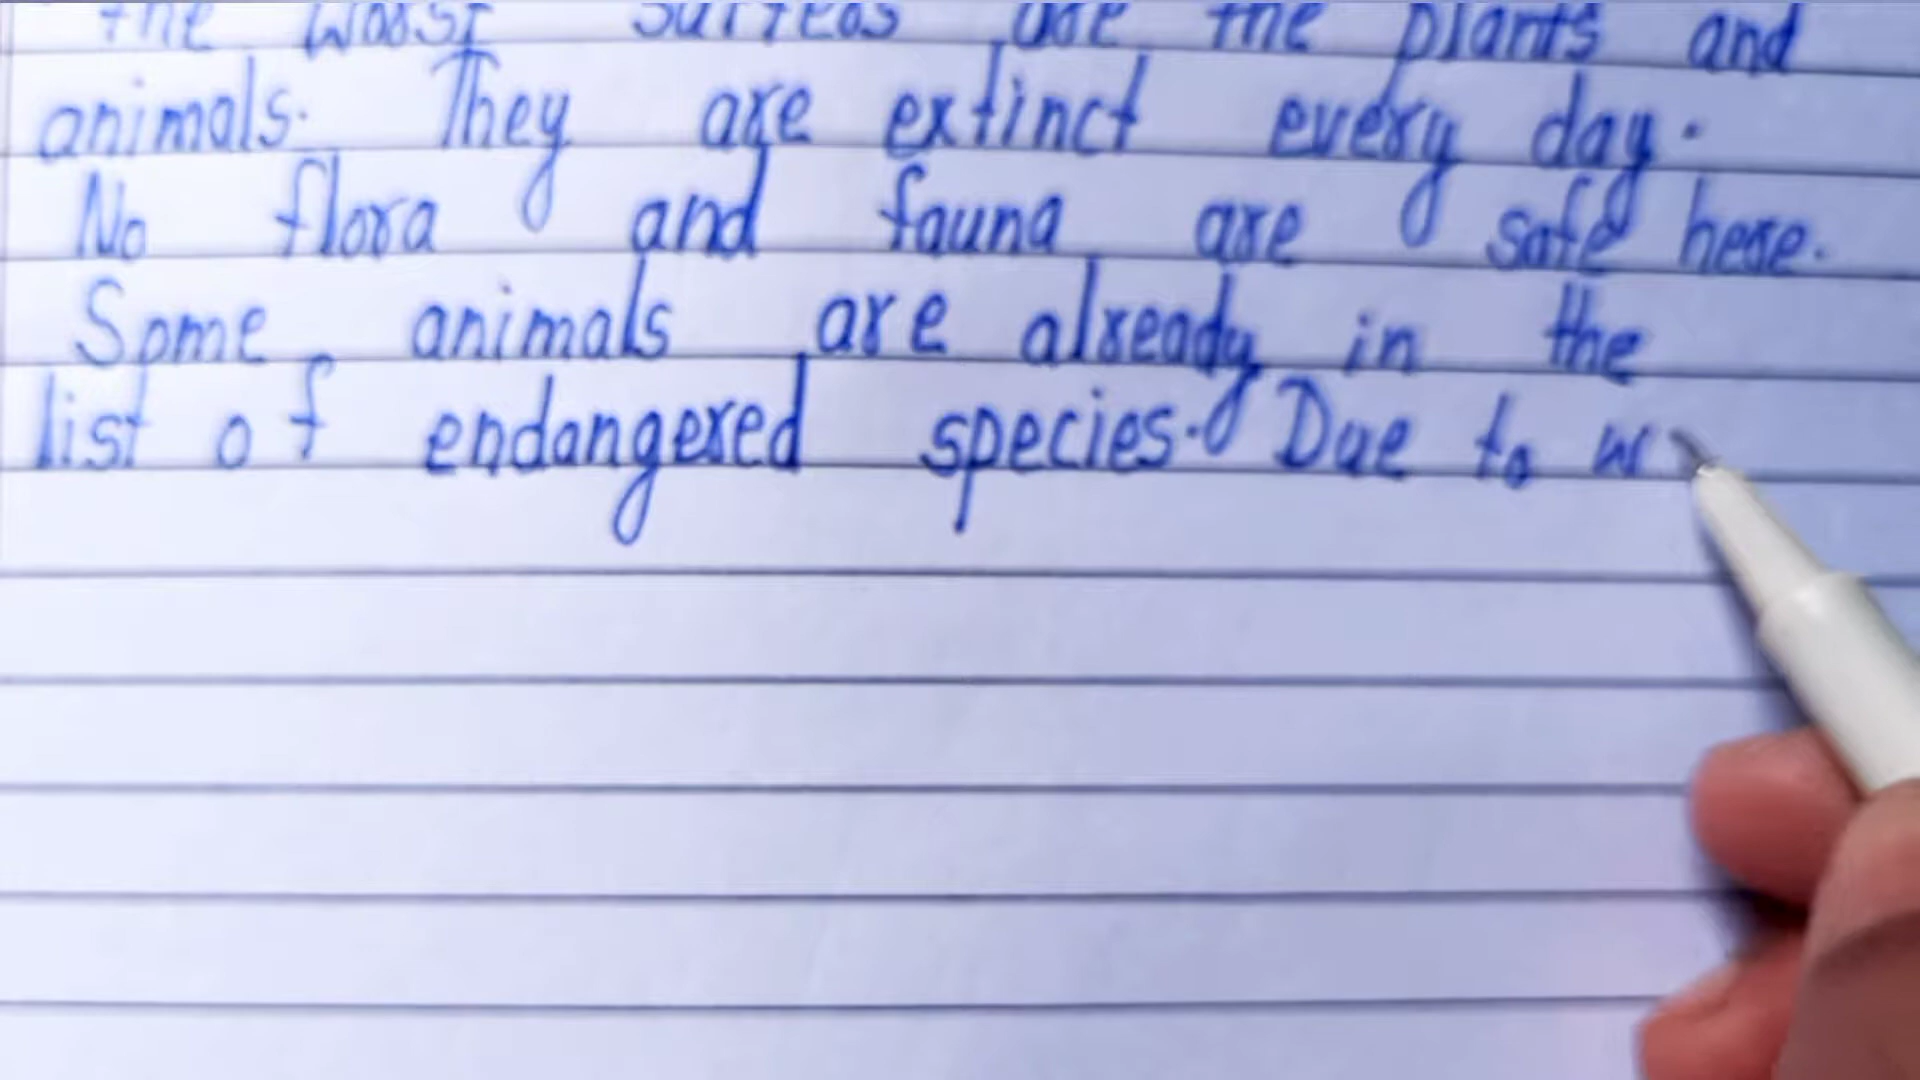 the worst suffers are the plants and
animals. They are extinct every day.
No flora and fauna are safe here.
Some animals are already in the
list of endangered species. Due to